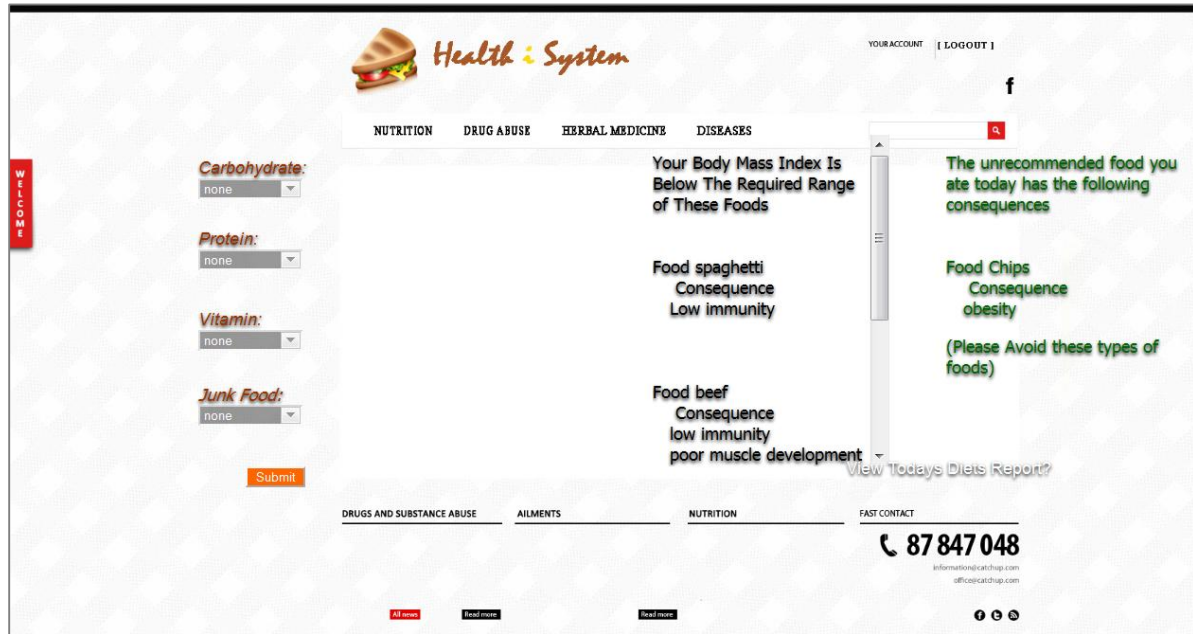 Health i System
YOUR ACCOUNT
[ LOGOUT ]
f
NUTRITION
DRUG ABUSE
HERBAL MEDICINE
DISEASES
WELCOME
Carbohydrate:
none
Protein:
none
Vitamin:
none
Junk Food:
none
Submit
Your Body Mass Index Is
Below The Required Range
of These Foods
Food spaghetti
Consequence
Low immunity
Food beef
Consequence
low immunity
poor muscle development
The unrecommended food you
ate today has the following
consequences
Food Chips
Consequence
obesity
(Please Avoid these types of
foods)
View Todays Diets Report?
DRUGS AND SUBSTANCE ABUSE
AILMENTS
NUTRITION
FAST CONTACT
87 847 048
information@catchup.com
office@catchup.com
All news
Read more
Read more